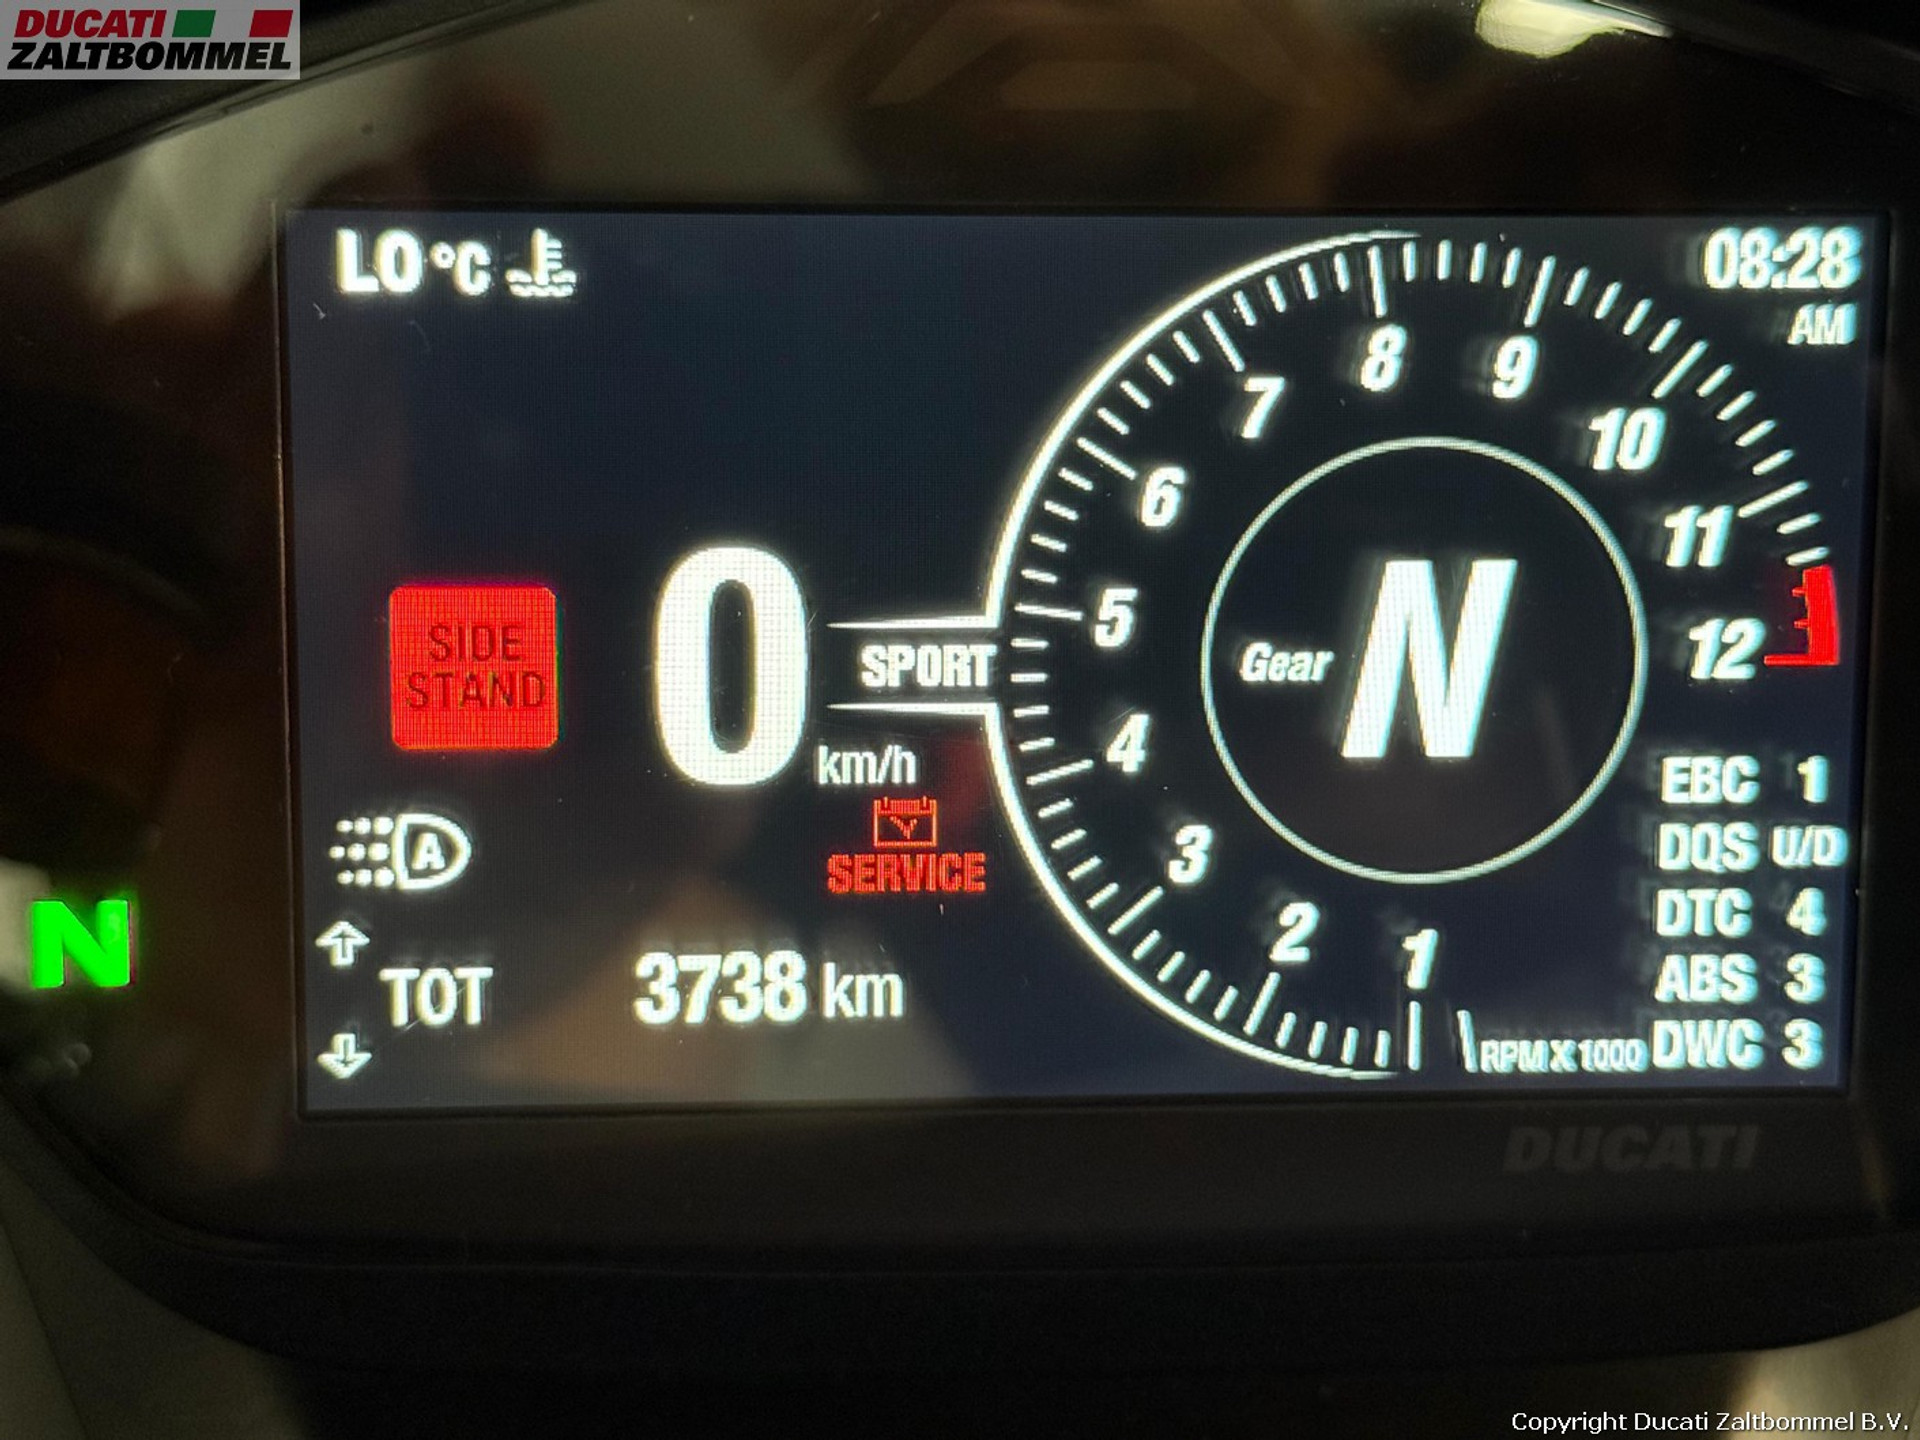 DUCATI
ZALTBOMMEL
LO °C
08:28
AM
8
9
7
10
6
11
5
12
SIDE
STAND
0
km/h
SPORT
Gear
N
4
3
2
1
RPM X 1000
SERVICE
A
EBC 1
DQS U/D
DTC 4
ABS 3
DWC 3
N
TOT 3738 km
DUCATI
Copyright Ducati Zaltbommel B.V.